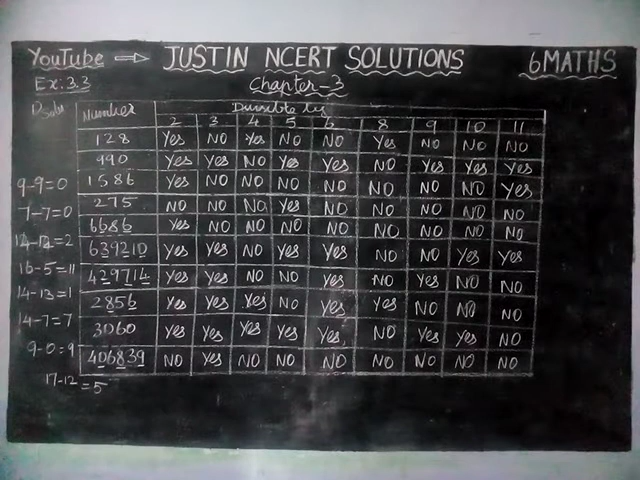 YouTube ⇒ JUSTIN NCERT SOLUTIONS 6 MATHS
Ex: 3.3 Chapter-3
Number Divisible by
2 3 4 5 6 8 9 10 11
128 Yes NO Yes NO NO Yes NO NO NO
990 Yes Yes NO Yes Yes NO Yes Yes Yes
9-9=0 1586 Yes NO NO NO NO NO NO NO Yes
7-7=0 275 NO NO NO Yes NO NO NO NO NO
6686 Yes NO NO NO NO NO NO NO NO
14-12=2 639210 Yes Yes NO Yes Yes NO NO Yes Yes
16-5=11 429714 Yes Yes NO NO Yes NO Yes NO NO
14-13=1 2856 Yes Yes Yes NO Yes Yes NO NO NO
14-7=7 3060 Yes Yes Yes Yes Yes, NO Yes Yes NO
9-0=9 406839 NO Yes NO NO NO NO NO NO NO
17-12=5